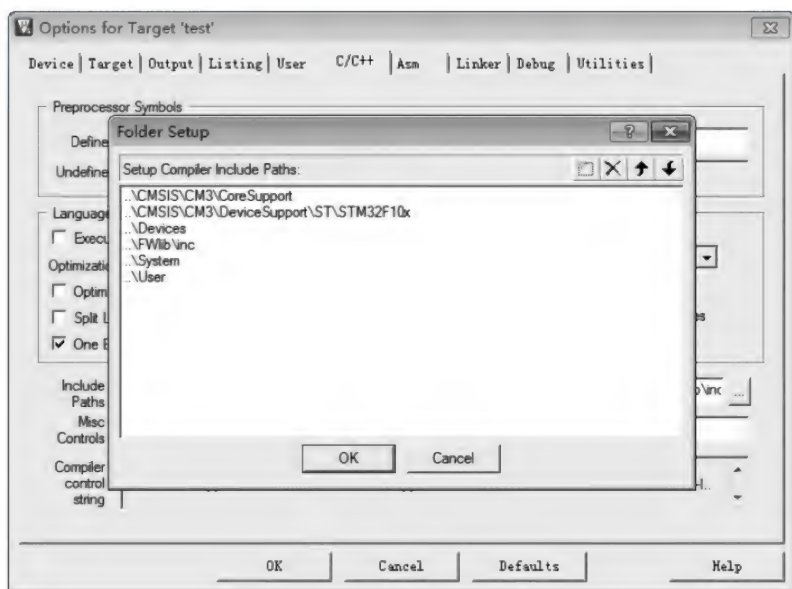 Options for Target 'test'
Device Target Output Listing User C/C++ Asm Linker Debug Utilities
Preprocessor Symbols
Define
Undefine
Folder Setup
Setup Compiler Include Paths:
..\CMSIS\CM3\CoreSupport
..\CMSIS\CM3\DeviceSupport\ST\STM32F10x
..\Devices
..\FWlib\inc
..\System
..\User
OK Cancel
Include
Paths
Misc
Controls
Compiler
control
string
OK Cancel Defaults Help